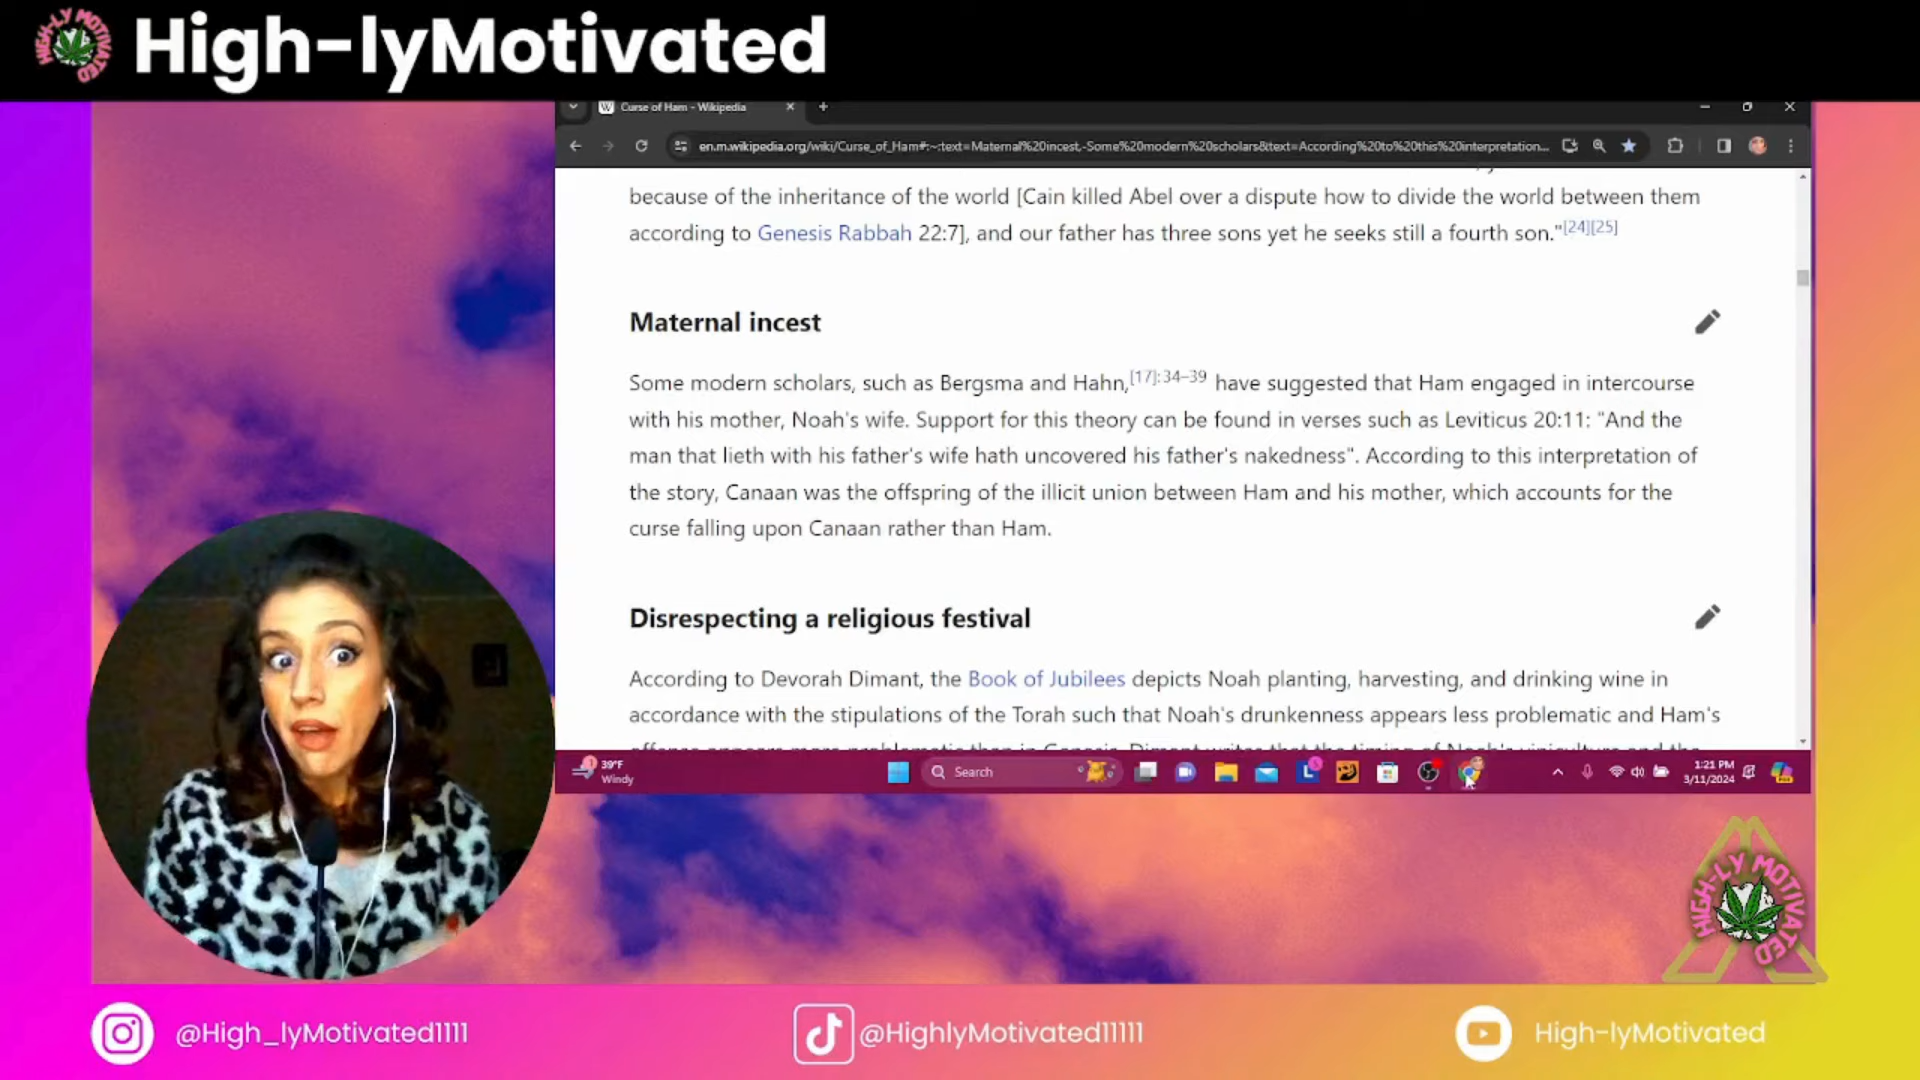 HIGH-LY MOTIVATED
High-lyMotivated
Curse of Ham - Wikipedia
en.m.wikipedia.org/wiki/Curse_of_Ham#:~:text=Maternal%20incest,-Some%20modern%20scholars&text=According%20to%20this%20interpretation...
because of the inheritance of the world [Cain killed Abel over a dispute how to divide the world between them
according to Genesis Rabbah 22:7], and our father has three sons yet he seeks still a fourth son."[24][25]
Maternal incest
Some modern scholars, such as Bergsma and Hahn,[17]:34–39 have suggested that Ham engaged in intercourse
with his mother, Noah's wife. Support for this theory can be found in verses such as Leviticus 20:11: "And the
man that lieth with his father's wife hath uncovered his father's nakedness". According to this interpretation of
the story, Canaan was the offspring of the illicit union between Ham and his mother, which accounts for the
curse falling upon Canaan rather than Ham.
Disrespecting a religious festival
According to Devorah Dimant, the Book of Jubilees depicts Noah planting, harvesting, and drinking wine in
accordance with the stipulations of the Torah such that Noah's drunkenness appears less problematic and Ham's
39°F
Windy
Search
1:21 PM
3/11/2024
HIGH-LY MOTIVATED
@High_lyMotivated1111
@HighlyMotivated11111
High-lyMotivated